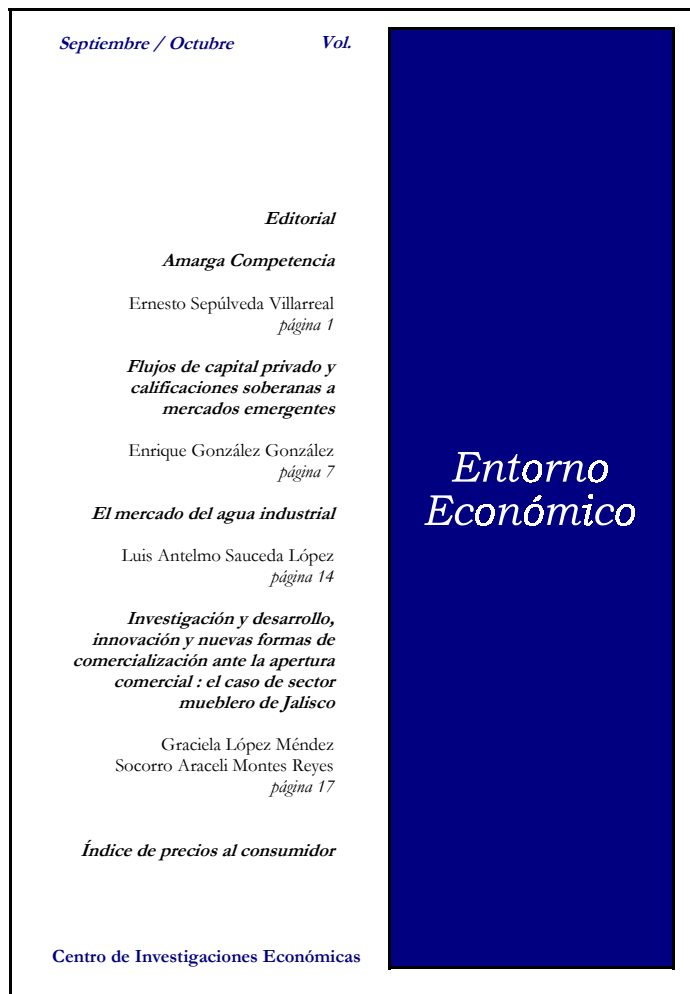 Septiembre / Octubre Vol.
Editorial
Amarga Competencia
Ernesto Sepúlveda Villarreal
página 1
Flujos de capital privado y
calificaciones soberanas a
mercados emergentes
Enrique González González
página 7
El mercado del agua industrial
Luis Antelmo Sauceda López
página 14
Investigación y desarrollo,
innovación y nuevas formas de
comercialización ante la apertura
comercial : el caso de sector
mueblero de Jalisco
Graciela López Méndez
Socorro Araceli Montes Reyes
página 17
Índice de precios al consumidor
Centro de Investigaciones Económicas
Entorno
Económico